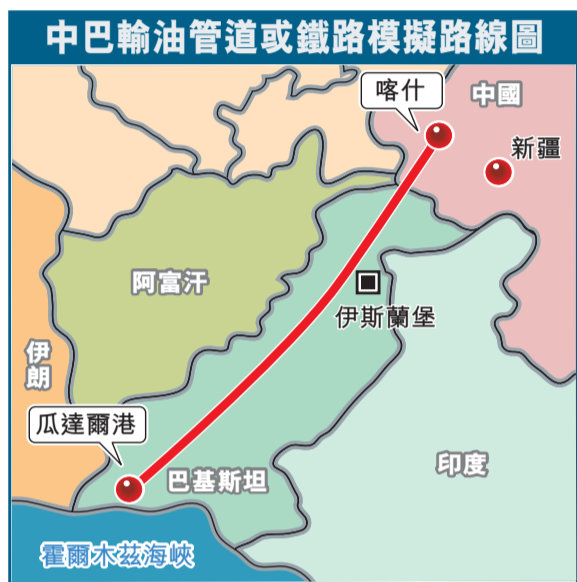 中巴輸油管道或鐵路模擬路線圖
喀什
中國
新疆
阿富汗
伊斯蘭堡
伊朗
瓜達爾港
巴基斯坦
印度
霍爾木茲海峽